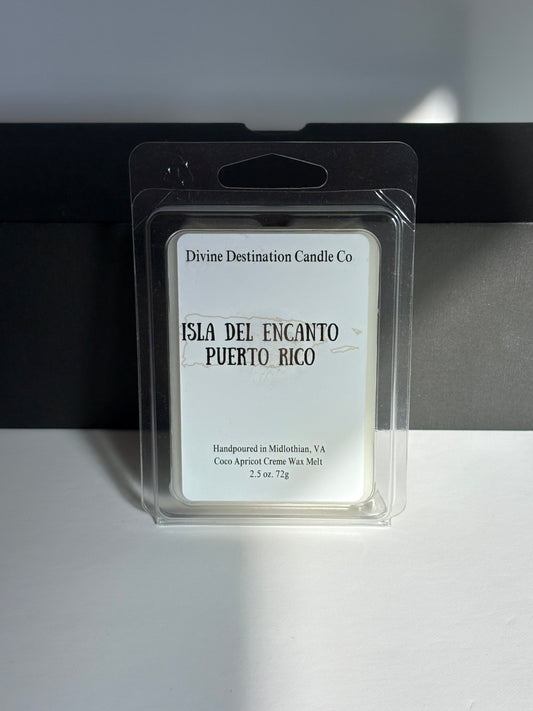 Divine Destination Candle Co
ISLA DEL ENCANTO
PUERTO RICO
Handpoured in Midlothian, VA
Coco Apricot Creme Wax Melt
2.5 oz. 72g